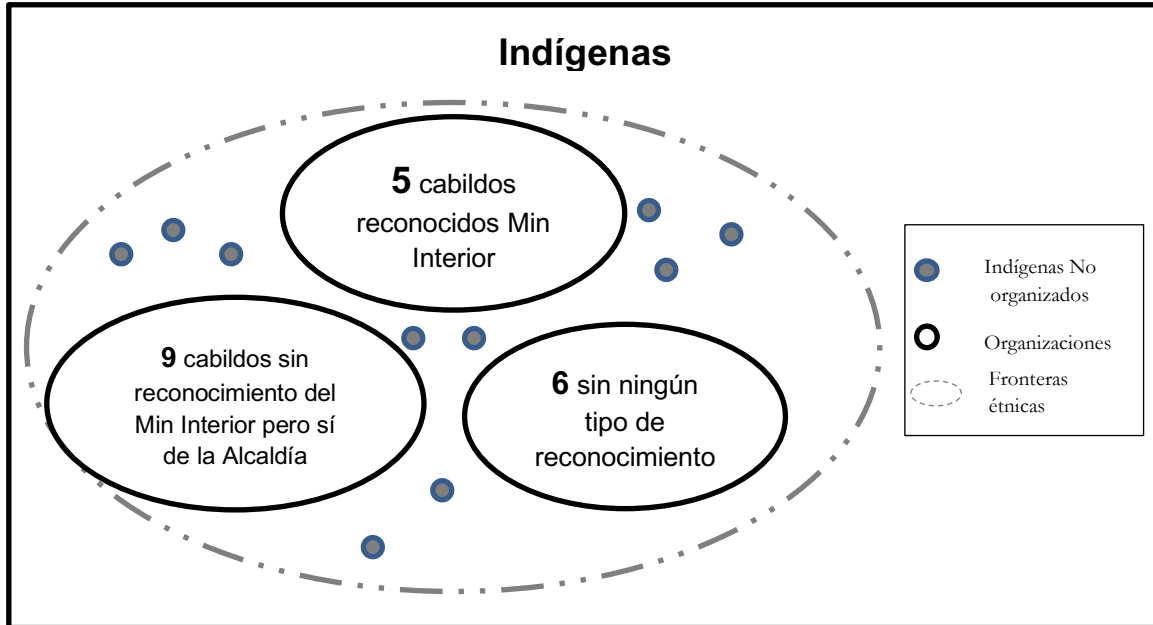 Indígenas
5 cabildos
reconocidos Min
Interior
9 cabildos sin
reconocimiento del
Min Interior pero sí
de la Alcaldía
6 sin ningún
tipo de
reconocimiento
Indígenas No
organizados
Organizaciones
Fronteras
étnicas